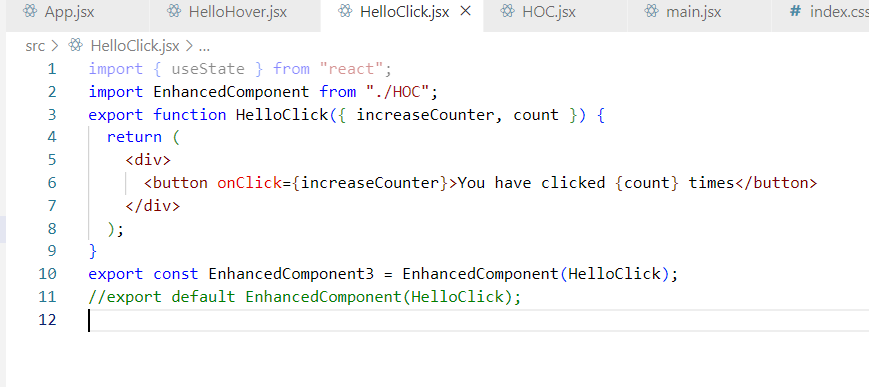 App.jsx HelloHover.jsx HelloClick.jsx × HOC.jsx main.jsx # index.css
src > HelloClick.jsx > ...
1 import { useState } from "react";
2 import EnhancedComponent from "./HOC";
3 export function HelloClick({ increaseCounter, count }) {
4 return (
5 <div>
6 <button onClick={increaseCounter}>You have clicked {count} times</button>
7 </div>
8 );
9 }
10 export const EnhancedComponent3 = EnhancedComponent(HelloClick);
11 //export default EnhancedComponent(HelloClick);
12